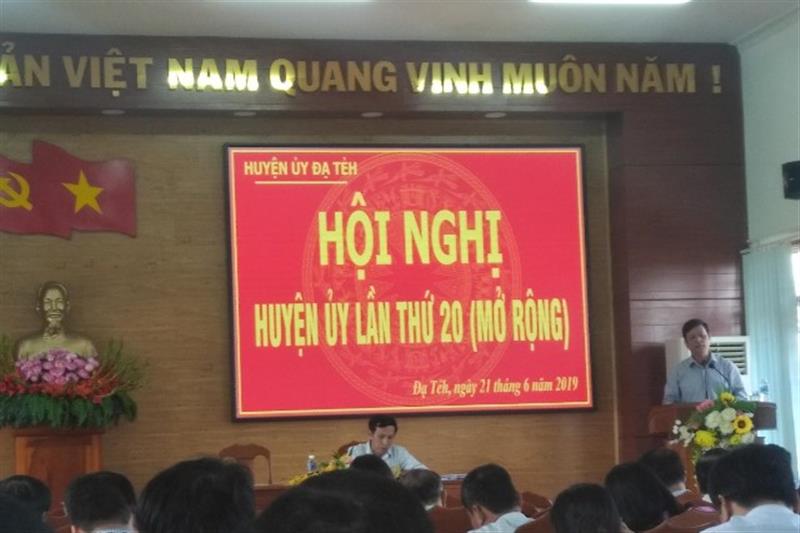 ẢN VIỆT NAM QUANG VINH MUÔN NĂM !
HUYỆN ỦY ĐẠ TẺH
HỘI NGHỊ
HUYỆN ỦY LẦN THỨ 20 (MỞ RỘNG)
Đạ Tẻh, ngày 21 tháng 6 năm 2019